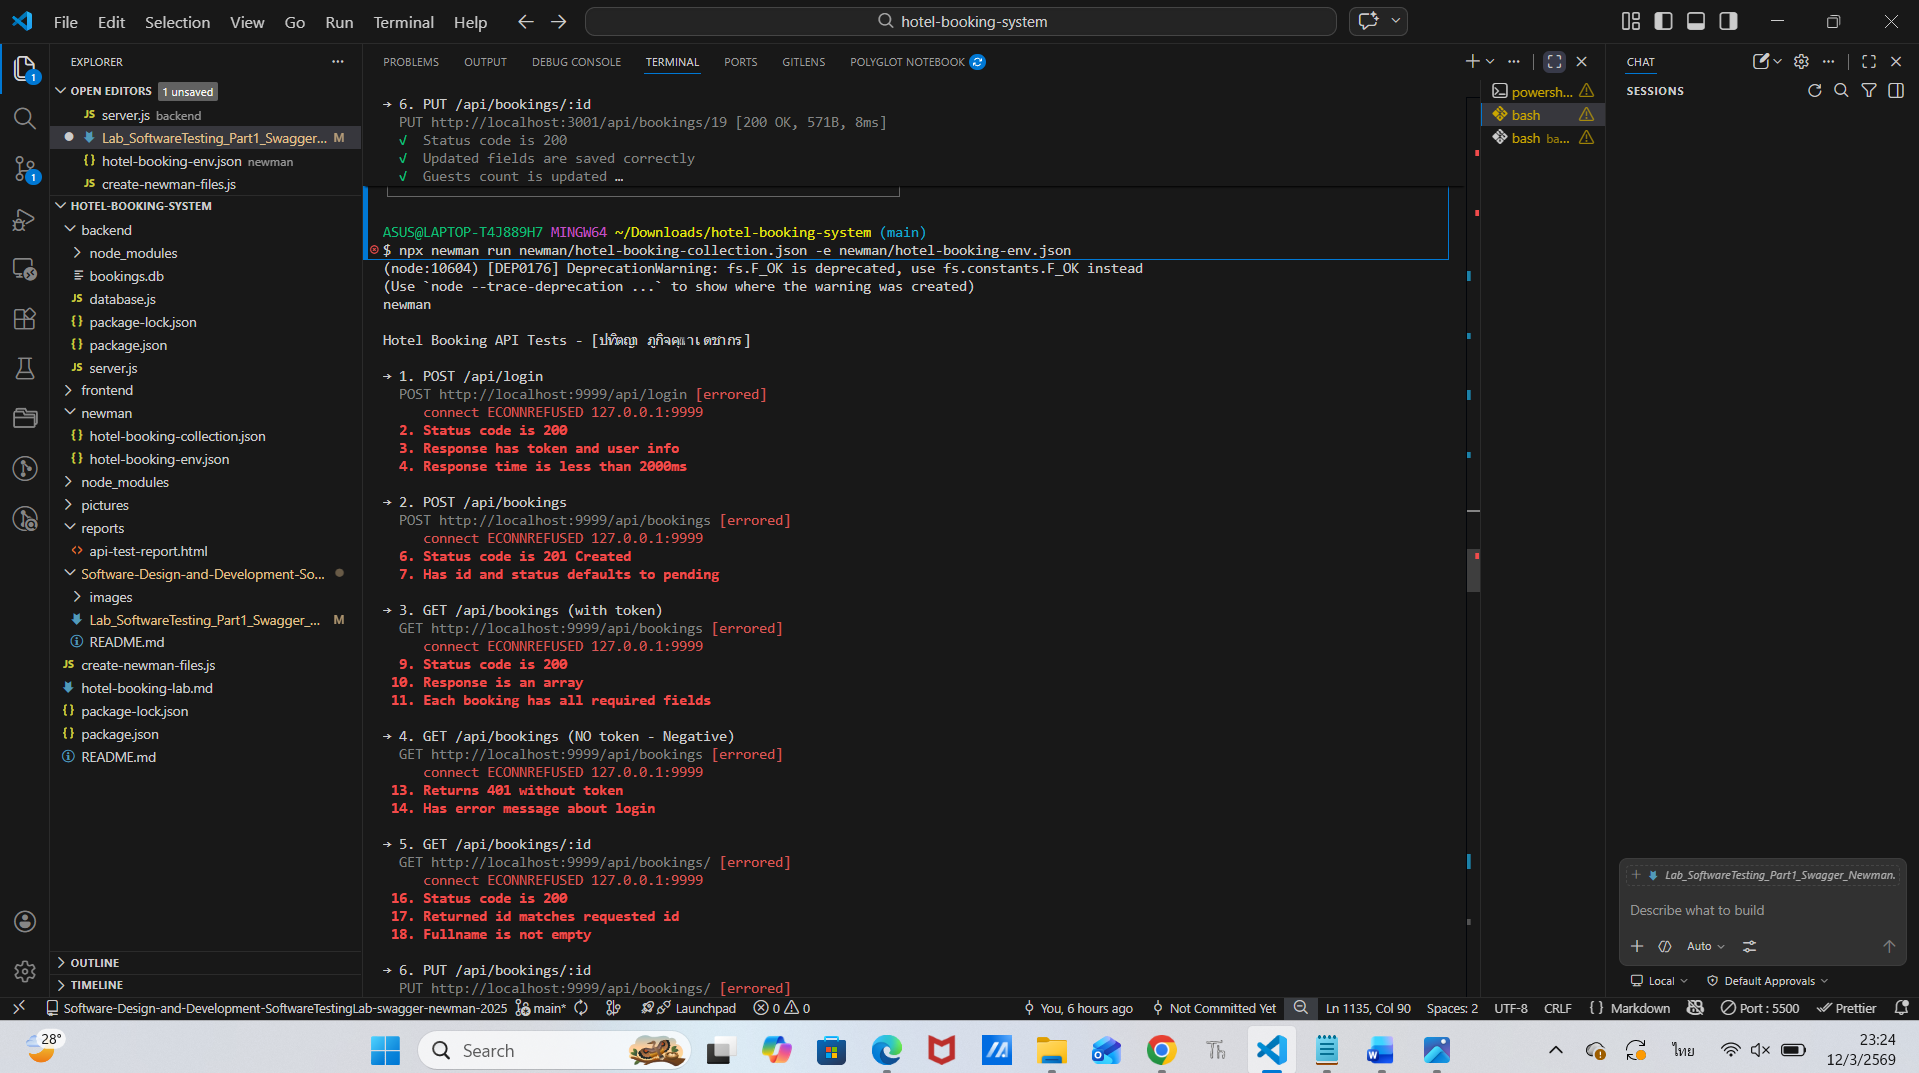 File Edit Selection View Go Run Terminal Help
hotel-booking-system
EXPLORER
OPEN EDITORS 1 unsaved
JS server.js backend
Lab_SoftwareTesting_Part1_Swagger... M
{} hotel-booking-env.json newman
JS create-newman-files.js
HOTEL-BOOKING-SYSTEM
backend
node_modules
bookings.db
JS database.js
{} package-lock.json
{} package.json
JS server.js
frontend
newman
{} hotel-booking-collection.json
{} hotel-booking-env.json
node_modules
pictures
reports
<> api-test-report.html
Software-Design-and-Development-So...
images
Lab_SoftwareTesting_Part1_Swagger_... M
README.md
JS create-newman-files.js
hotel-booking-lab.md
{} package-lock.json
{} package.json
README.md
OUTLINE
TIMELINE
PROBLEMS OUTPUT DEBUG CONSOLE TERMINAL PORTS GITLENS POLYGLOT NOTEBOOK
→ 6. PUT /api/bookings/:id
PUT http://localhost:3001/api/bookings/19 [200 OK, 571B, 8ms]
√ Status code is 200
√ Updated fields are saved correctly
√ Guests count is updated …
ASUS@LAPTOP-T4J889H7 MINGW64 ~/Downloads/hotel-booking-system (main)
$ npx newman run newman/hotel-booking-collection.json -e newman/hotel-booking-env.json
(node:10604) [DEP0176] DeprecationWarning: fs.F_OK is deprecated, use fs.constants.F_OK instead
(Use `node --trace-deprecation ...` to show where the warning was created)
newman
Hotel Booking API Tests -
→ 1. POST /api/login
POST http://localhost:9999/api/login [errored]
connect ECONNREFUSED 127.0.0.1:9999
2. Status code is 200
3. Response has token and user info
4. Response time is less than 2000ms
→ 2. POST /api/bookings
POST http://localhost:9999/api/bookings [errored]
connect ECONNREFUSED 127.0.0.1:9999
6. Status code is 201 Created
7. Has id and status defaults to pending
→ 3. GET /api/bookings (with token)
GET http://localhost:9999/api/bookings [errored]
connect ECONNREFUSED 127.0.0.1:9999
9. Status code is 200
10. Response is an array
11. Each booking has all required fields
→ 4. GET /api/bookings (NO token - Negative)
GET http://localhost:9999/api/bookings [errored]
connect ECONNREFUSED 127.0.0.1:9999
13. Returns 401 without token
14. Has error message about login
→ 5. GET /api/bookings/:id
GET http://localhost:9999/api/bookings/ [errored]
connect ECONNREFUSED 127.0.0.1:9999
16. Status code is 200
17. Returned id matches requested id
18. Fullname is not empty
→ 6. PUT /api/bookings/:id
PUT http://localhost:9999/api/bookings/ [errored]
powersh...
bash
bash ba...
CHAT
SESSIONS
Lab_SoftwareTesting_Part1_Swagger_Newman.
Describe what to build
Auto
Local Default Approvals
Software-Design-and-Development-SoftwareTestingLab-swagger-newman-2025 main* Launchpad 0 0 You, 6 hours ago Not Committed Yet Ln 1135, Col 90 Spaces: 2 UTF-8 CRLF {} Markdown Port : 5500 Prettier
28°
Search
ไทย
23:24
12/3/2569